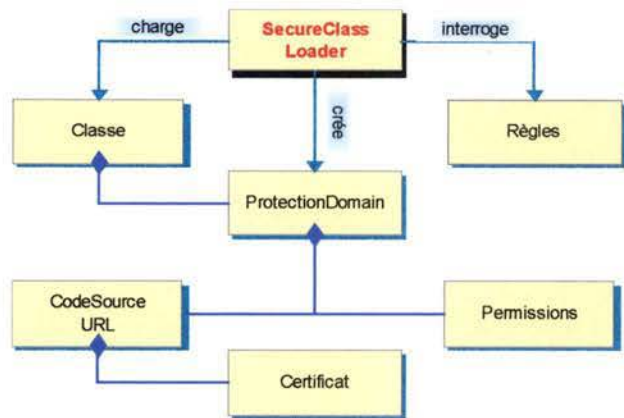 charge
SecureClass
Loader
interroge
Classe
crée
Règles
ProtectionDomain
CodeSource
URL
Permissions
Certificat